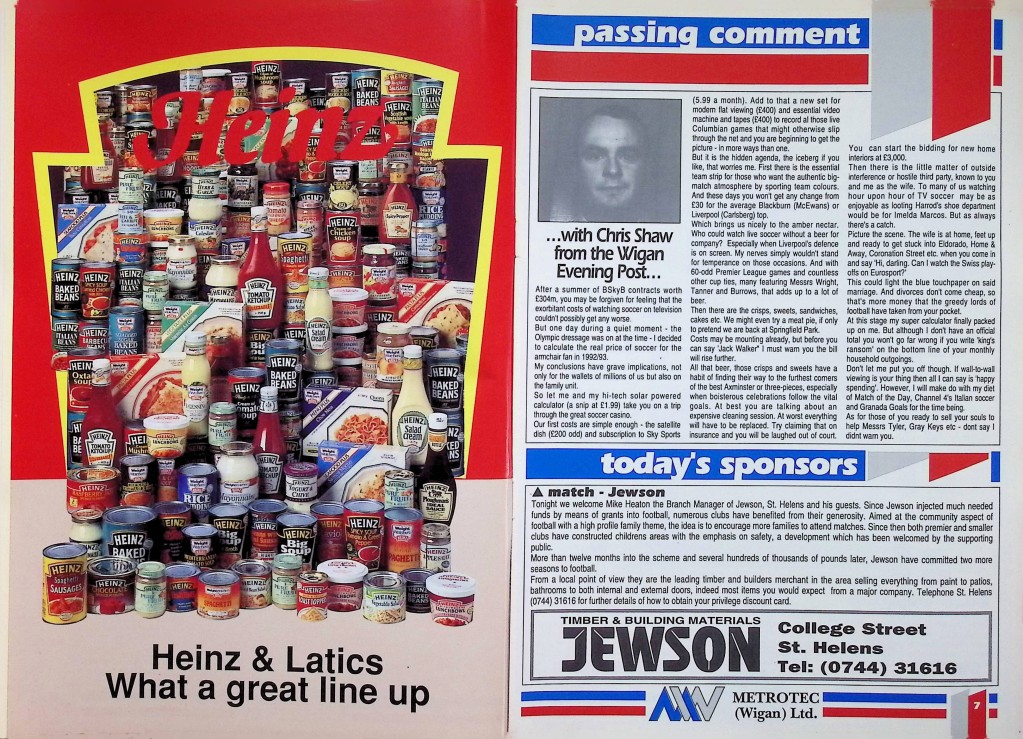 Heinz
Heinz & Latics
What a great line up
passing comment
...with Chris Shaw
from the Wigan
Evening Post...
After a summer of BSkyB contracts worth
£304m, you may be forgiven for feeling that the
exorbitant costs of watching soccer on television
couldn't possibly get any worse.
But one day during a quiet moment - the
Olympic dressage was on at the time - I decided
to calculate the real price of soccer for the
armchair fan in 1992/93.
My conclusions have grave implications, not
only for the wallets of millions of us but also on
the family unit.
So let me and my hi-tech solar powered
calculator (a snip at £1.99) take you on a trip
through the great soccer casino.
Our first costs are simple enough - the satellite
dish (£200 odd) and subscription to Sky Sports
(5.99 a month). Add to that a new set for
modern flat viewing (£400) and essential video
machine and tapes (£400) to record al those live
Columbian games that might otherwise slip
through the net and you are beginning to get the
picture - in more ways than one.
But it is the hidden agenda, the iceberg if you
like, that worries me. First there is the essential
team strip for those who want the authentic big-
match atmosphere by sporting team colours.
And these days you won't get any change from
£30 for the average Blackburn (McEwans) or
Liverpool (Carlsberg) top.
Which brings us nicely to the amber nectar.
Who could watch live soccer without a beer for
company? Especially when Liverpool's defence
is on screen. My nerves simply wouldn't stand
for temperance on those occasions. And with
60-odd Premier League games and countless
other cup ties, many featuring Messrs Wright,
Tanner and Burrows, that adds up to a lot of
beer.
Then there are the crisps, sweets, sandwiches,
cakes etc. We might even try a meat pie, if only
to pretend we are back at Springfield Park.
Costs may be mounting already, but before you
can say 'Jack Walker" I must warn you the bill
will rise further.
All that beer, those crisps and sweets have a
habit of finding their way to the furthest corners
of the best Axminster or three-pieces, especially
when boisterous celebrations follow the vital
goals. At best you are talking about an
expensive cleaning session. At worst everything
will have to be replaced. Try claiming that on
insurance and you will be laughed out of court.
You can start the bidding for new home
interiors at £3,000.
Then there is the little matter of outside
interference or hostile third party, known to you
and me as the wife. To many of us watching
hour upon hour of TV soccer may be as
enjoyable as looting Harrod's shoe department
would be for Imelda Marcos. But as always
there's a catch.
Picture the scene. The wife is at home, feet up
and ready to get stuck into Eldorado, Home &
Away, Coronation Street etc. when you come in
and say 'Hi, darling. Can I watch the Swiss play-
offs on Eurosport?'
This could light the blue touchpaper on said
marriage. And divorces don't come cheap, so
that's more money that the greedy lords of
football have taken from your pocket.
At this stage my super calculator finally packed
up on me. But although I don't have an official
total you won't go far wrong if you write 'king's
ransom'' on the bottom line of your monthly
household outgoings.
Don't let me put you off though. If wall-to-wall
viewing is your thing then all I can say is 'happy
spending'. However, I will make do with my diet
of Match of the Day, Channel 4's Italian soccer
and Granada Goals for the time being.
As for those of you ready to sell your souls to
help Messrs Tyler, Gray Keys etc - dont say I
didnt warn you.
today's sponsors
▲ match - Jewson
Tonight we welcome Mike Heaton the Branch Manager of Jewson, St. Helens and his guests. Since Jewson injected much needed
funds by means of grants into football, numerous clubs have benefited from their generosity. Aimed at the community aspect of
football with a high profile family theme, the idea is to encourage more families to attend matches. Since then both premier and smaller
clubs have constructed childrens areas with the emphasis on safety, a development which has been welcomed by the supporting
public.
More than twelve months into the scheme and several hundreds of thousands of pounds later, Jewson have committed two more
seasons to football.
From a local point of view they are the leading timber and builders merchant in the area selling everything from paint to patios,
bathrooms to both internal and external doors, indeed most items you would expect from a major company. Telephone St. Helens
(0744) 31616 for further details of how to obtain your privilege discount card.
TIMBER & BUILDING MATERIALS
JEWSON
College Street
St. Helens
Tel: (0744) 31616
METROTEC
(Wigan) Ltd.
7